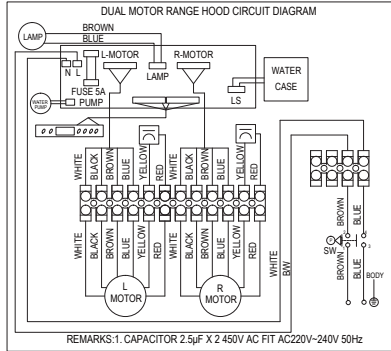 DUAL MOTOR RANGE HOOD CIRCUIT DIAGRAM
LAMP
BROWN
BLUE
L-MOTOR
R-MOTOR
N L
LAMP
WATER
CASE
FUSE 5A
PUMP
LS
WATER
PUMP
WHITE
BLACK
BROWN
BLUE
YELLOW
RED
WHITE
BLACK
BROWN
BLUE
YELLOW
RED
WHITE
BLACK
BROWN
BLUE
YELLOW
RED
WHITE
BLACK
BROWN
BLUE
YELLOW
RED
WHITE
B/W
L
MOTOR
R
MOTOR
BROWN
BLUE
SW
BROWN
BLUE
BODY
REMARKS:1. CAPACITOR 2.5μF X 2 450V AC FIT AC220V~240V 50Hz